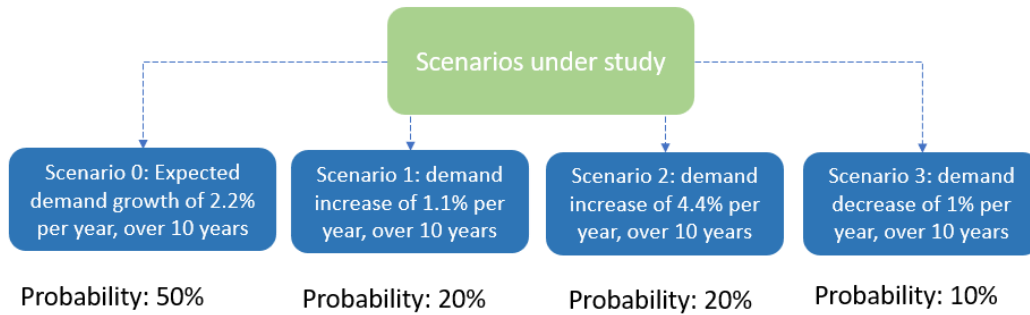 Scenarios under study
Scenario 0: Expected
demand growth of 2.2%
per year, over 10 years
Scenario 1: demand
increase of 1.1% per
year, over 10 years
Scenario 2: demand
increase of 4.4% per
year, over 10 years
Scenario 3: demand
decrease of 1% per
year, over 10 years
Probability: 50%
Probability: 20%
Probability: 20%
Probability: 10%